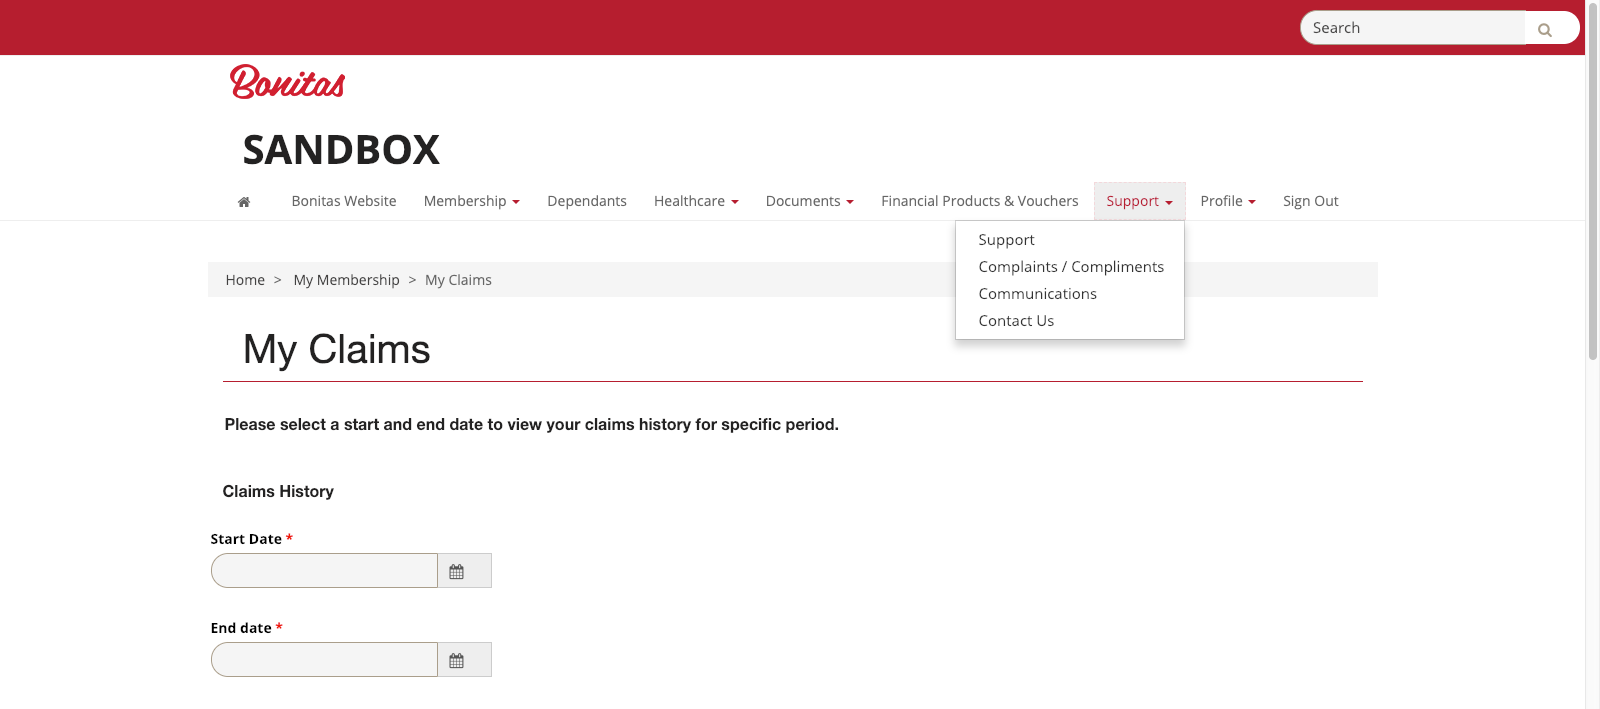 Search
Bonitas
SANDBOX
Bonitas Website Membership Dependants Healthcare Documents Financial Products & Vouchers Support Profile Sign Out
Support
Complaints / Compliments
Communications
Contact Us
Home > My Membership > My Claims
My Claims
Please select a start and end date to view your claims history for specific period.
Claims History
Start Date *
End date *